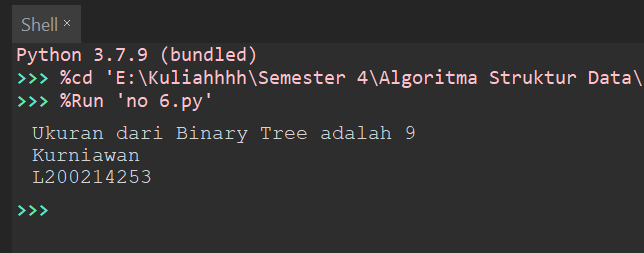 Shell ×
Python 3.7.9 (bundled)
>>> %cd 'E:\Kuliahhhh\Semester 4\Algoritma Struktur Data\
>>> %Run 'no 6.py'
Ukuran dari Binary Tree adalah 9
Kurniawan
L200214253
>>>